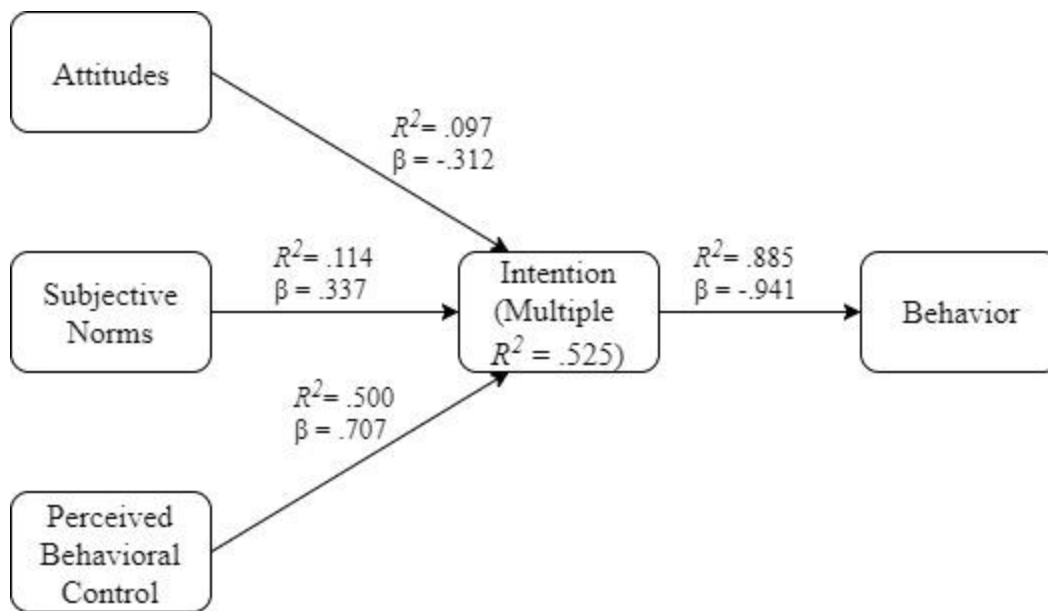 Attitudes
R²= .097
β = -.312
Subjective
Norms
R²= .114
β = .337
Intention
(Multiple
R² = .525)
R²= .885
β = -.941
Behavior
R²= .500
β = .707
Perceived
Behavioral
Control